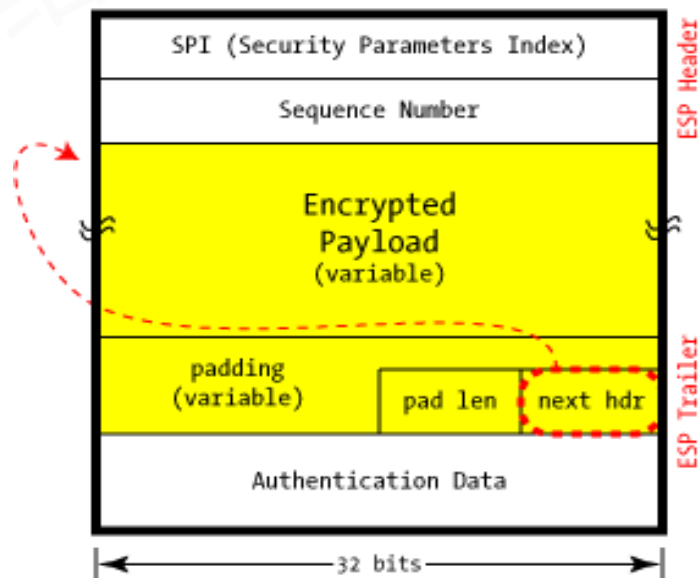 SPI (Security Parameters Index)
ESP Header
Sequence Number
Encrypted
Payload
(variable)
padding
(variable)
pad len
next hdr
ESP Trailer
Authentication Data
32 bits